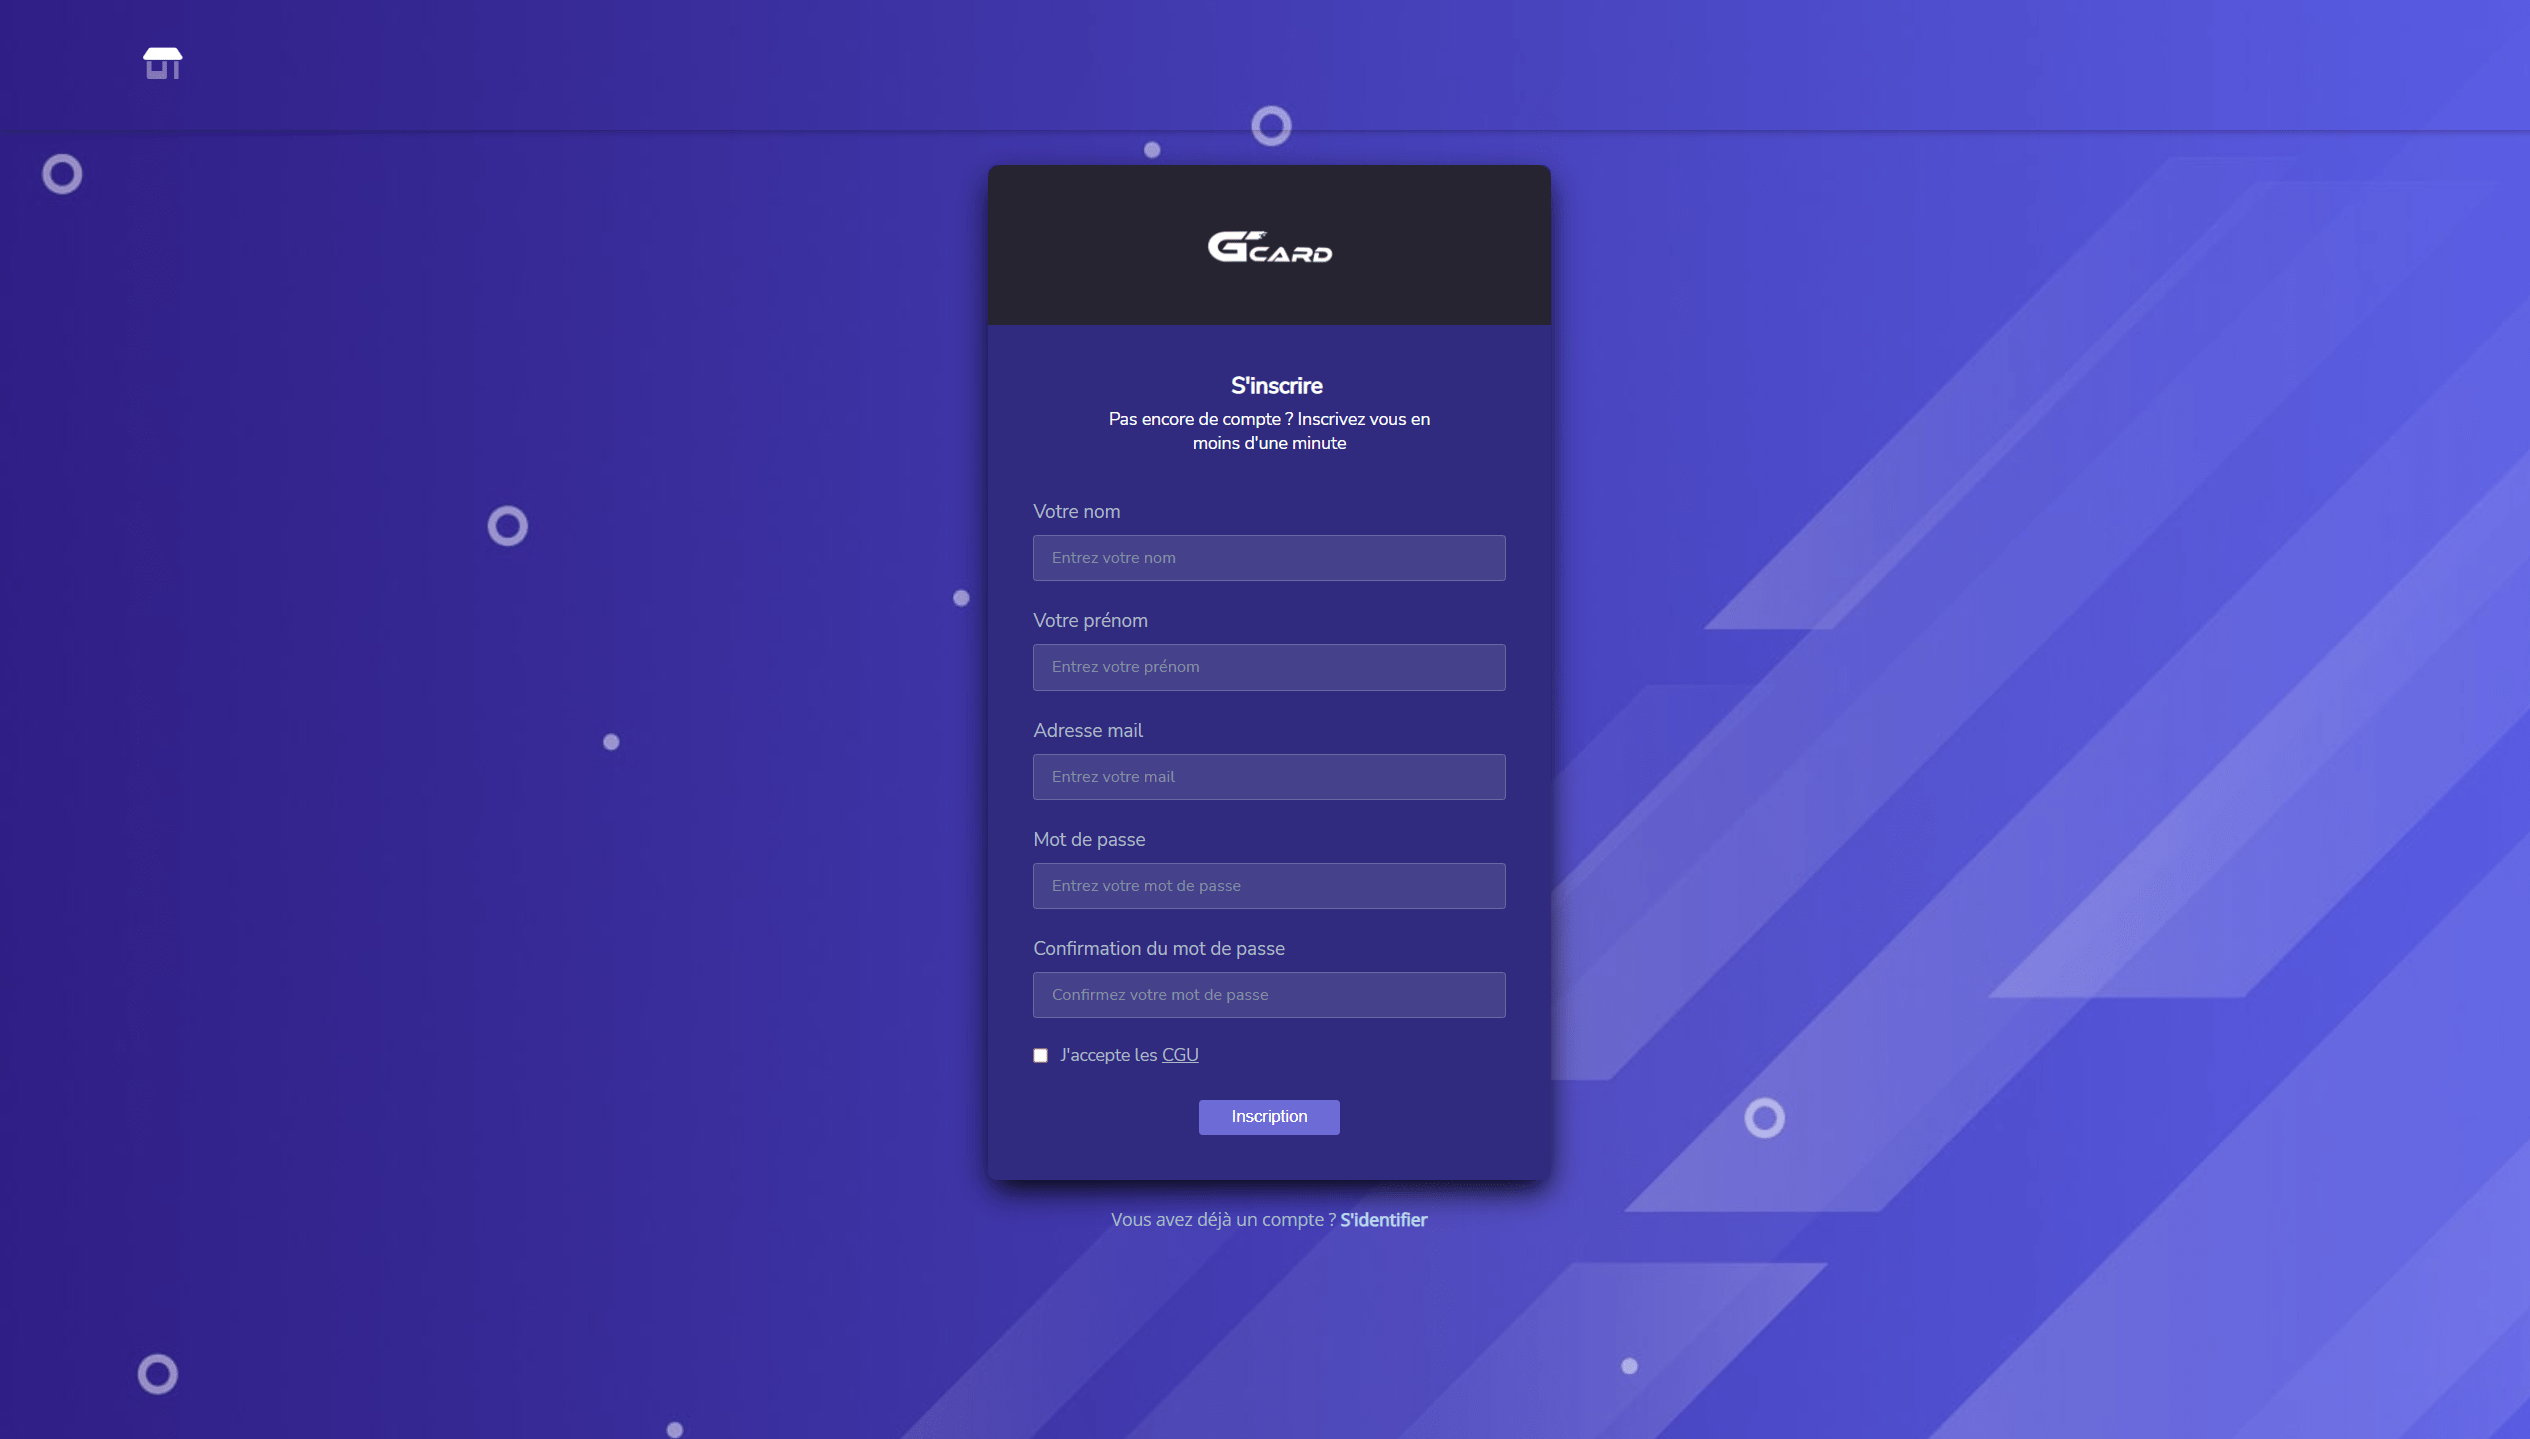 GCARD
S'inscrire
Pas encore de compte ? Inscrivez vous en
moins d'une minute
Votre nom
Entrez votre nom
Votre prénom
Entrez votre prénom
Adresse mail
Entrez votre mail
Mot de passe
Entrez votre mot de passe
Confirmation du mot de passe
Confirmez votre mot de passe
J'accepte les CGU
Inscription
Vous avez déjà un compte ? S'identifier